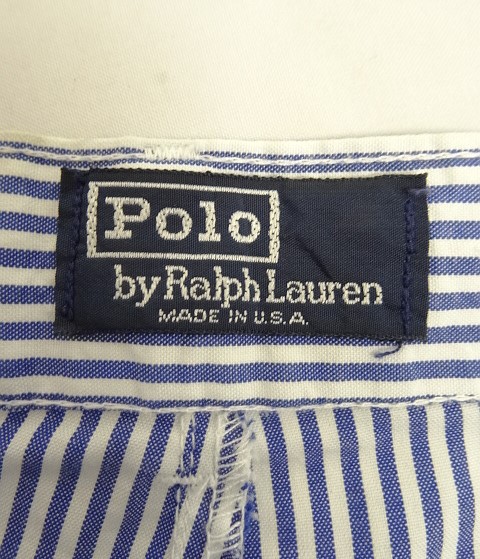 Polo
by Ralph Lauren
MADE IN U.S.A.